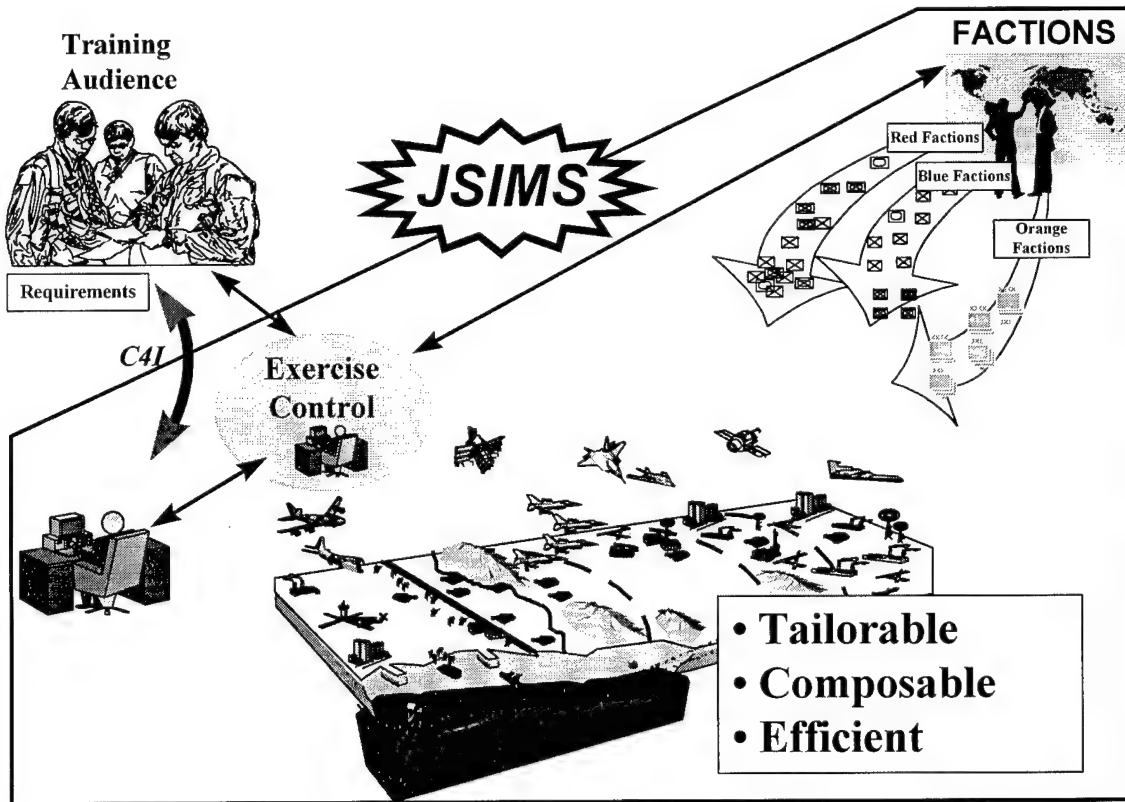 Training
Audience
Requirements
C4I
JSIMS
Exercise
Control
FACTIONS
Red Factions
Blue Factions
Orange
Factions
• Tailorable
• Composable
• Efficient